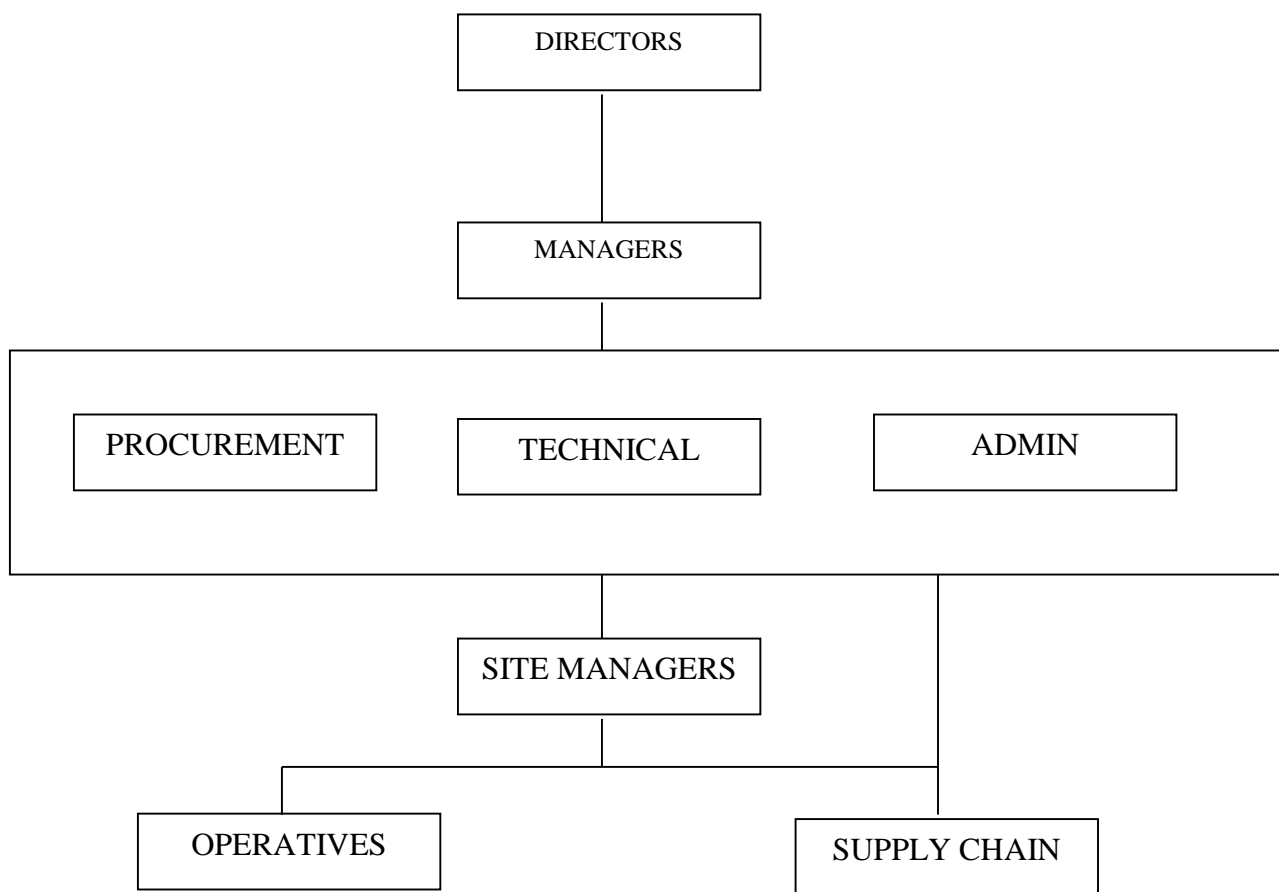 DIRECTORS
MANAGERS
PROCUREMENT
TECHNICAL
ADMIN
SITE MANAGERS
OPERATIVES
SUPPLY CHAIN